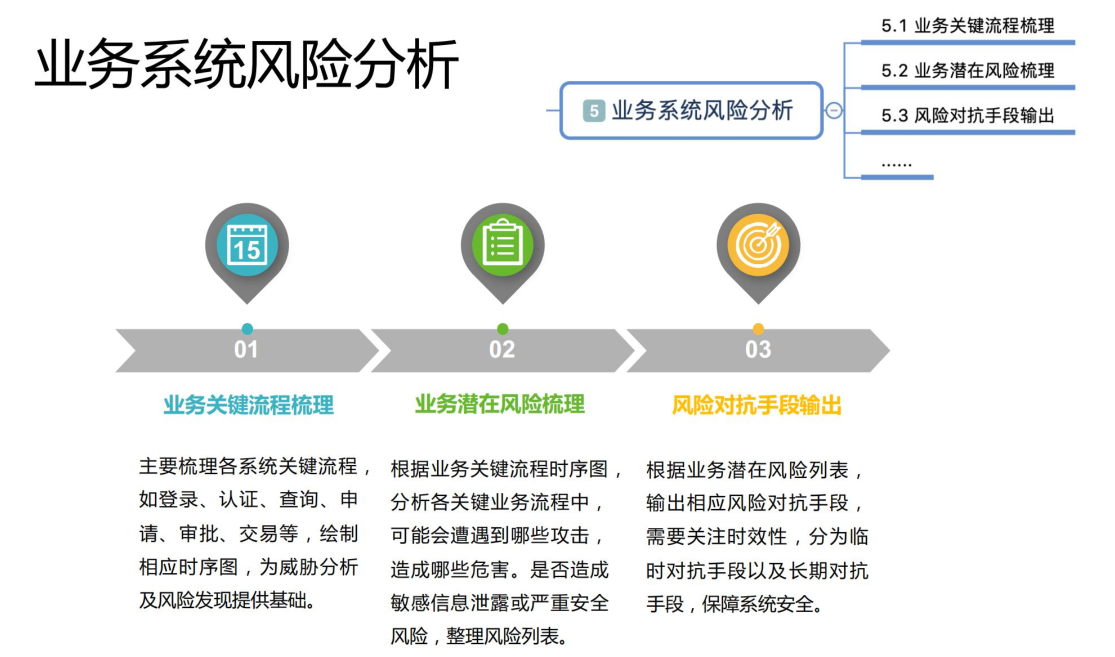 业务系统风险分析
5 业务系统风险分析
5.1 业务关键流程梳理
5.2 业务潜在风险梳理
5.3 风险对抗手段输出
......
15
01
02
03
业务关键流程梳理
主要梳理各系统关键流程，
如登录、认证、查询、申
请、审批、交易等，绘制
相应时序图，为威胁分析
及风险发现提供基础。
业务潜在风险梳理
根据业务关键流程时序图，
分析各关键业务流程中，
可能会遭遇到哪些攻击，
造成哪些危害。是否造成
敏感信息泄露或严重安全
风险，整理风险列表。
风险对抗手段输出
根据业务潜在风险列表，
输出相应风险对抗手段，
需要关注时效性，分为临
时对抗手段以及长期对抗
手段，保障系统安全。